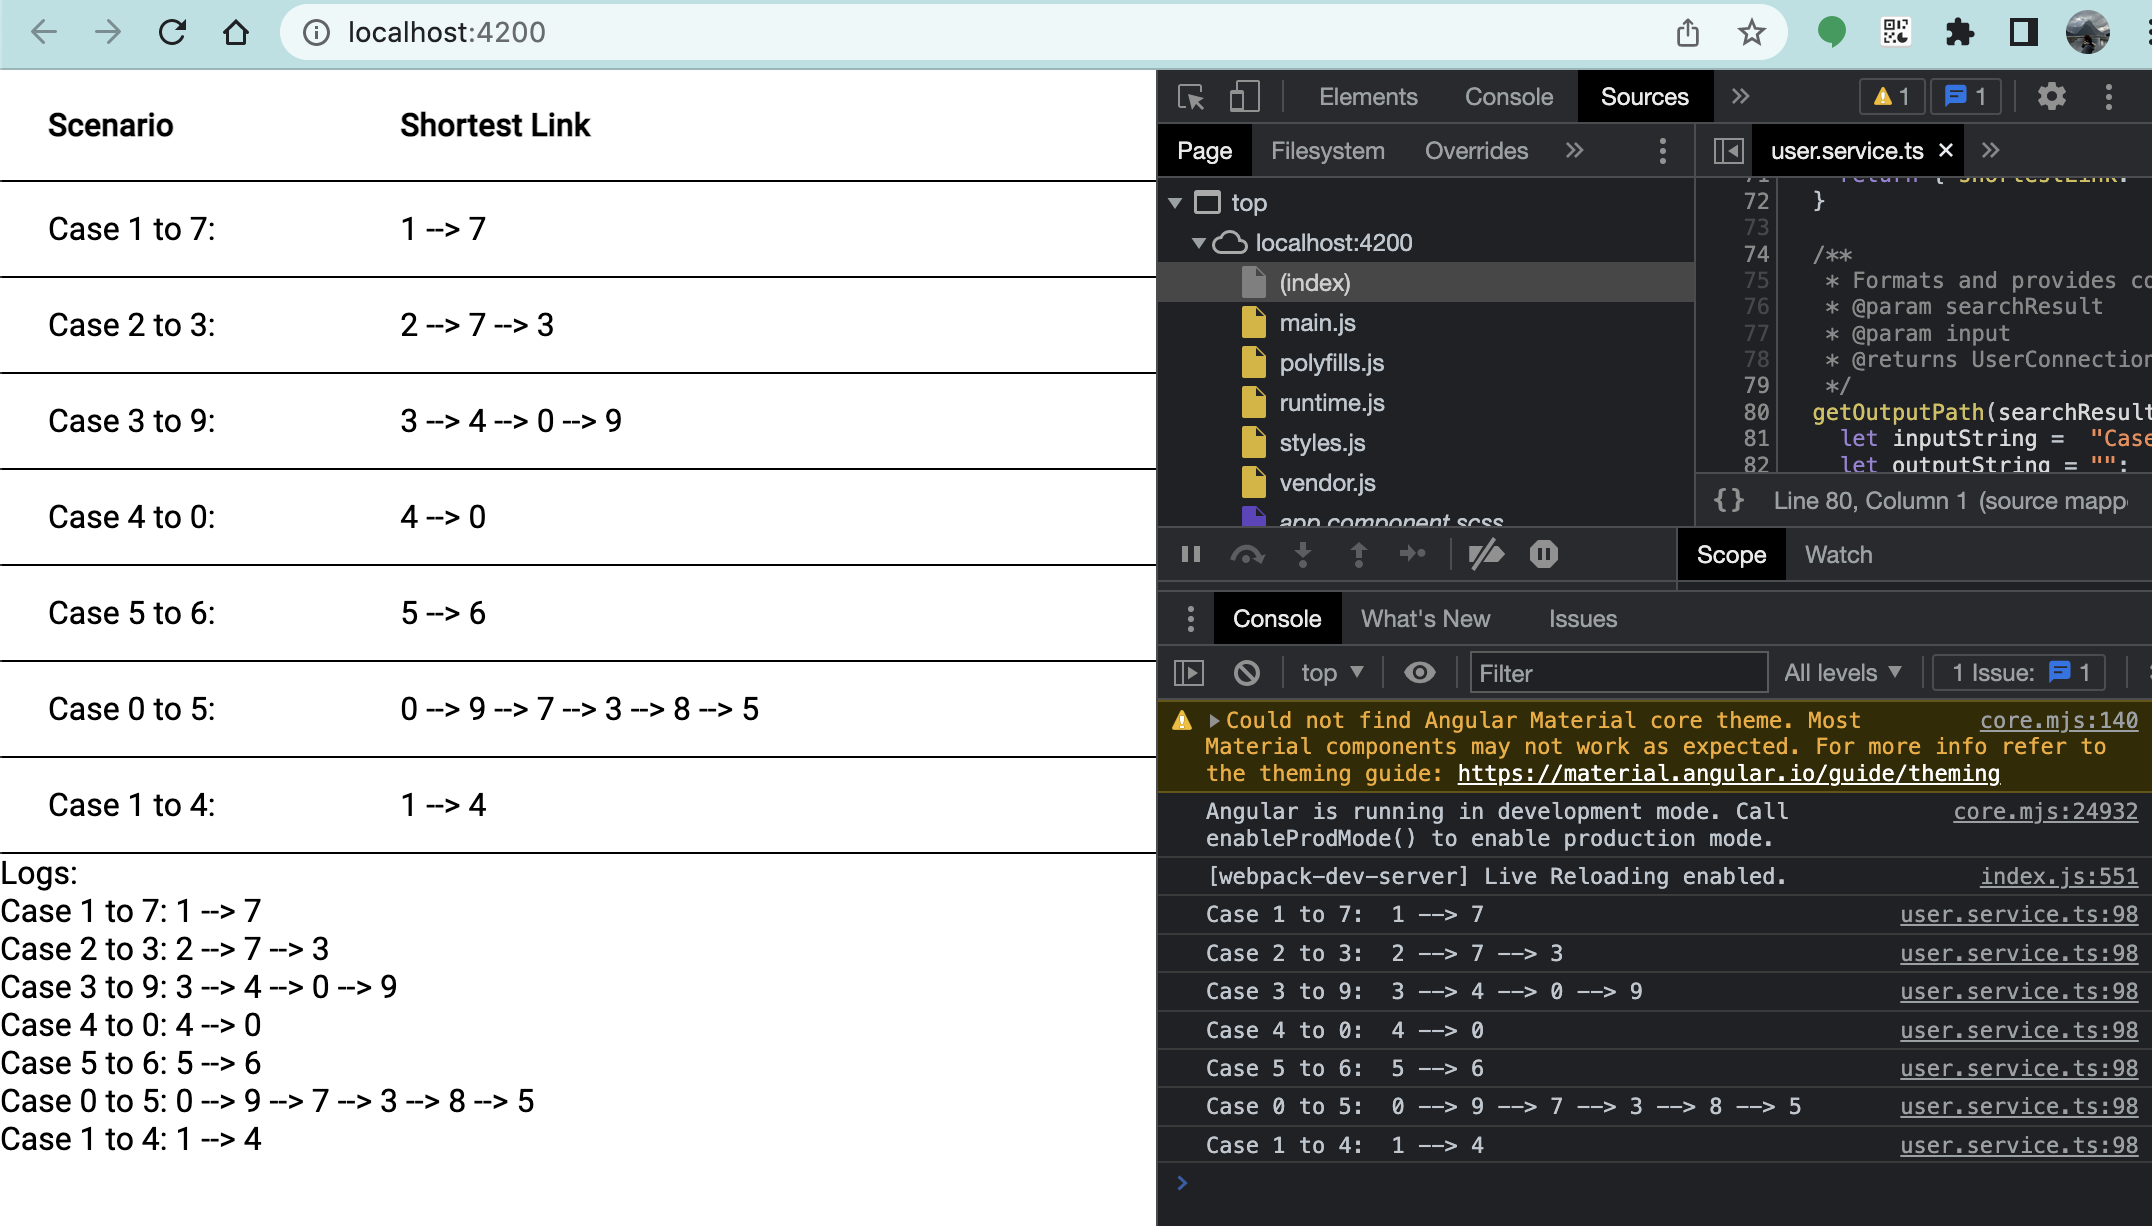 localhost:4200
Scenario Shortest Link
Case 1 to 7: 1 --> 7
Case 2 to 3: 2 --> 7 --> 3
Case 3 to 9: 3 --> 4 --> 0 --> 9
Case 4 to 0: 4 --> 0
Case 5 to 6: 5 --> 6
Case 0 to 5: 0 --> 9 --> 7 --> 3 --> 8 --> 5
Case 1 to 4: 1 --> 4
Logs:
Case 1 to 7: 1 --> 7
Case 2 to 3: 2 --> 7 --> 3
Case 3 to 9: 3 --> 4 --> 0 --> 9
Case 4 to 0: 4 --> 0
Case 5 to 6: 5 --> 6
Case 0 to 5: 0 --> 9 --> 7 --> 3 --> 8 --> 5
Case 1 to 4: 1 --> 4
Elements Console Sources 1 1
Page Filesystem Overrides
top
localhost:4200
(index)
main.js
polyfills.js
runtime.js
styles.js
vendor.js
app.component.scss
user.service.ts
72 }
73
74 /**
75 * Formats and provides
76 * @param searchResult
77 * @param input
78 * @returns UserConnection
79 */
80 getOutputPath(searchResult
81 let inputString = "Case
82 let outputString = "";
{} Line 80, Column 1 (source mapp
Scope Watch
Console What's New Issues
top Filter All levels 1 Issue: 1
Could not find Angular Material core theme. Most core.mjs:140
Material components may not work as expected. For more info refer to
the theming guide: https://material.angular.io/guide/theming
Angular is running in development mode. Call core.mjs:24932
enableProdMode() to enable production mode.
[webpack-dev-server] Live Reloading enabled. index.js:551
Case 1 to 7: 1 --> 7 user.service.ts:98
Case 2 to 3: 2 --> 7 --> 3 user.service.ts:98
Case 3 to 9: 3 --> 4 --> 0 --> 9 user.service.ts:98
Case 4 to 0: 4 --> 0 user.service.ts:98
Case 5 to 6: 5 --> 6 user.service.ts:98
Case 0 to 5: 0 --> 9 --> 7 --> 3 --> 8 --> 5 user.service.ts:98
Case 1 to 4: 1 --> 4 user.service.ts:98